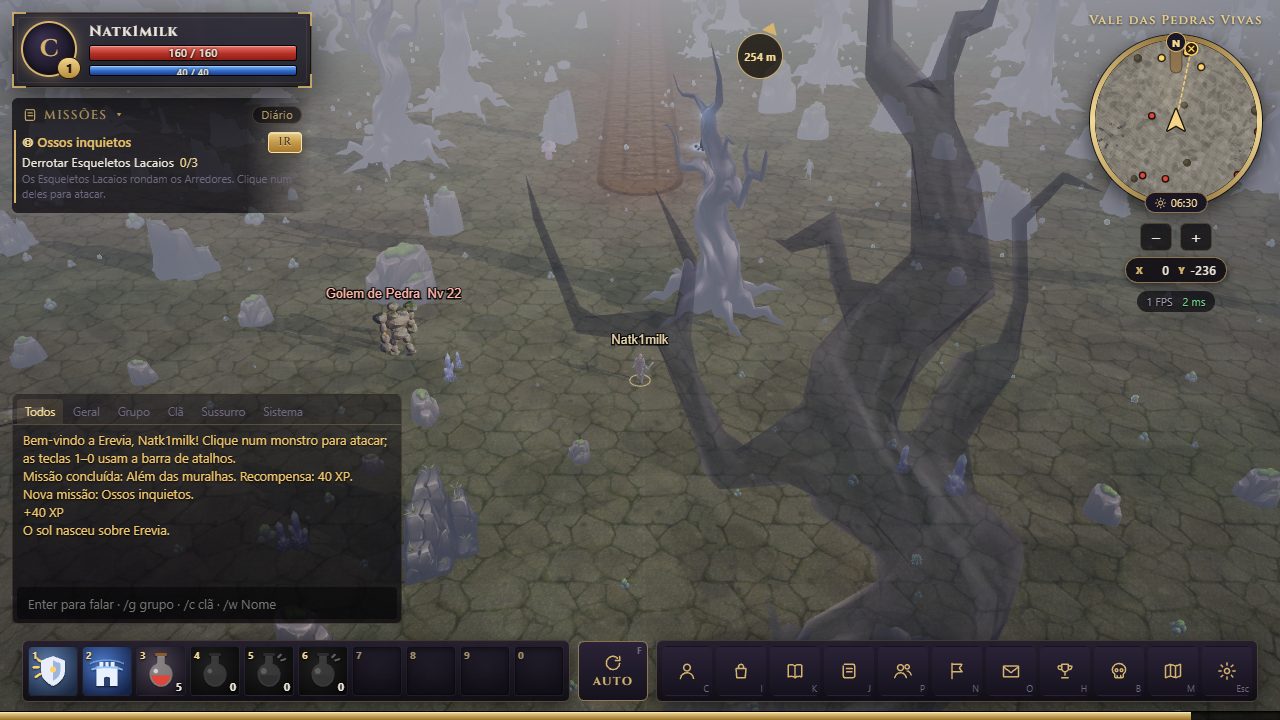 C
1
Natk1milk
160 / 160
40 / 40
MISSÕES
Diário
Ossos inquietos
IR
Derrotar Esqueletos Lacaios 0/3
Os Esqueletos Lacaios rondam os Arredores. Clique num
deles para atacar.
254 m
Vale das Pedras Vivas
N
06:30
− +
X 0 Y -236
1 FPS 2 ms
Golem de Pedra Nv 22
Natk1milk
Todos Geral Grupo Clã Sussurro Sistema
Bem-vindo a Erevia, Natk1milk! Clique num monstro para atacar;
as teclas 1–0 usam a barra de atalhos.
Missão concluída: Além das muralhas. Recompensa: 40 XP.
Nova missão: Ossos inquietos.
+40 XP
O sol nasceu sobre Erevia.
Enter para falar · /g grupo · /c clã · /w Nome
1 2 3 4 5 6 7 8 9 0
5 0 0 0
F
AUTO
C I K J P N O H B M Esc